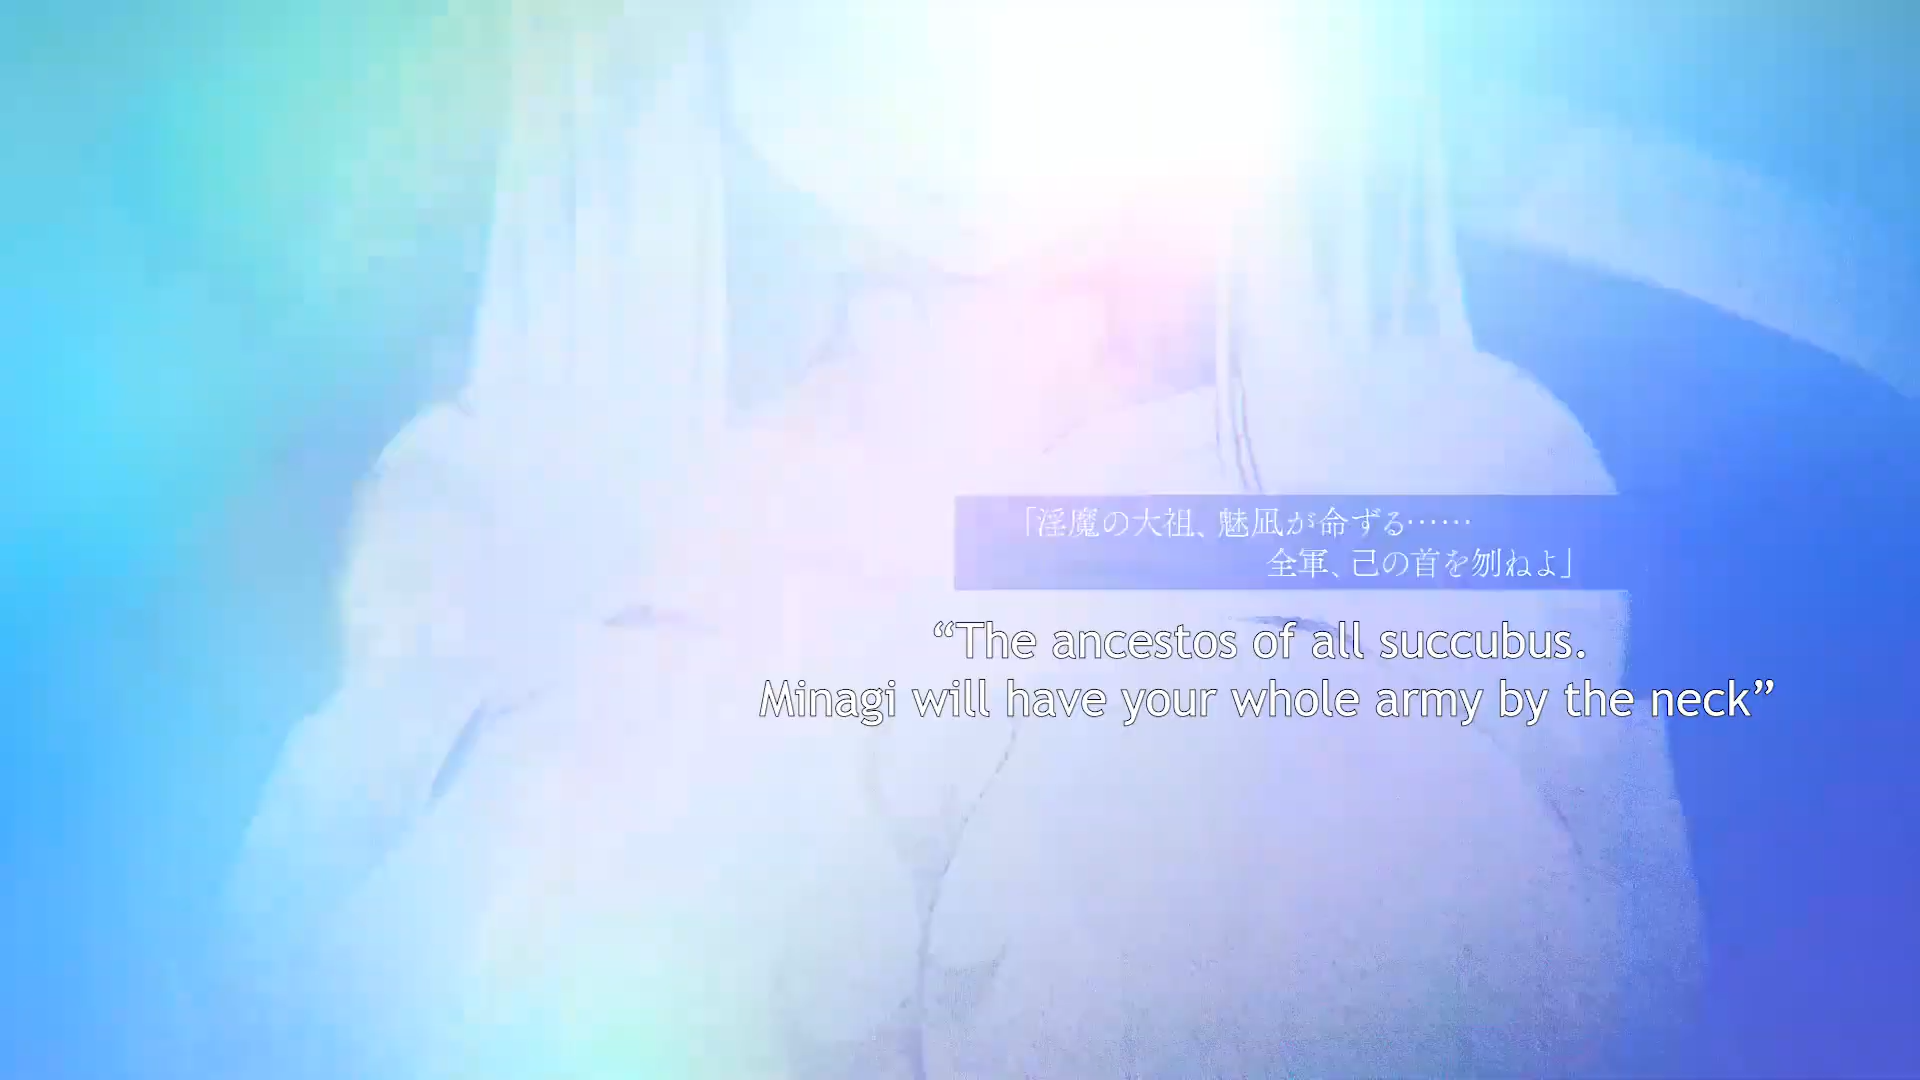 「淫魔の大祖、魅凪が命ずる……
全軍、己の首を刎ねよ」
“The ancestos of all succubus.
Minagi will have your whole army by the neck”